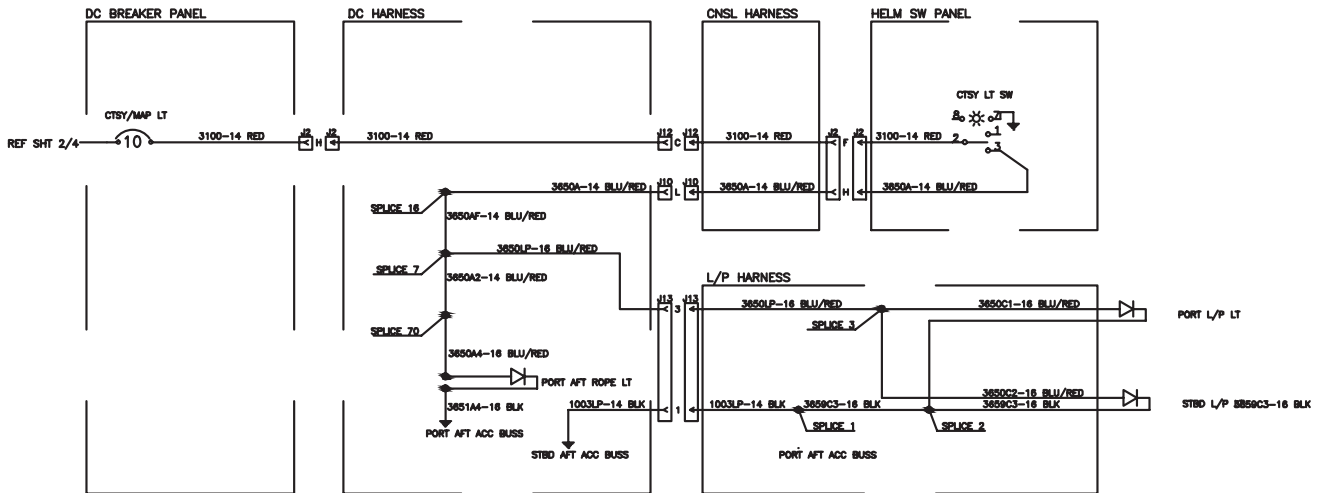 DC BREAKER PANEL
DC HARNESS
CNSL HARNESS
HELM SW PANEL
CTSY LT SW
CTSY/MAP LT
8
7
1
2
3
REF SHT 2/4
10
3100-14 RED
J2
J2
H
3100-14 RED
J12
J12
C
3100-14 RED
J2
J2
F
3100-14 RED
3650A-14 BLU/RED
J10
J10
L
3650A-14 BLU/RED
H
3650A-14 BLU/RED
SPLICE 16
3650AF-14 BLU/RED
3650LP-16 BLU/RED
SPLICE 7
3650A2-14 BLU/RED
L/P HARNESS
J13
J13
3
3650LP-16 BLU/RED
3650C1-16 BLU/RED
PORT L/P LT
SPLICE 70
SPLICE 3
3650A4-16 BLU/RED
PORT AFT ROPE LT
3650C2-16 BLU/RED
3651A4-16 BLK
1003LP-14 BLK
1
1003LP-14 BLK
3659C3-16 BLK
3659C3-16 BLK
STBD L/P
3659C3-16 BLK
SPLICE 1
SPLICE 2
PORT AFT ACC BUSS
STBD AFT ACC BUSS
PORT AFT ACC BUSS